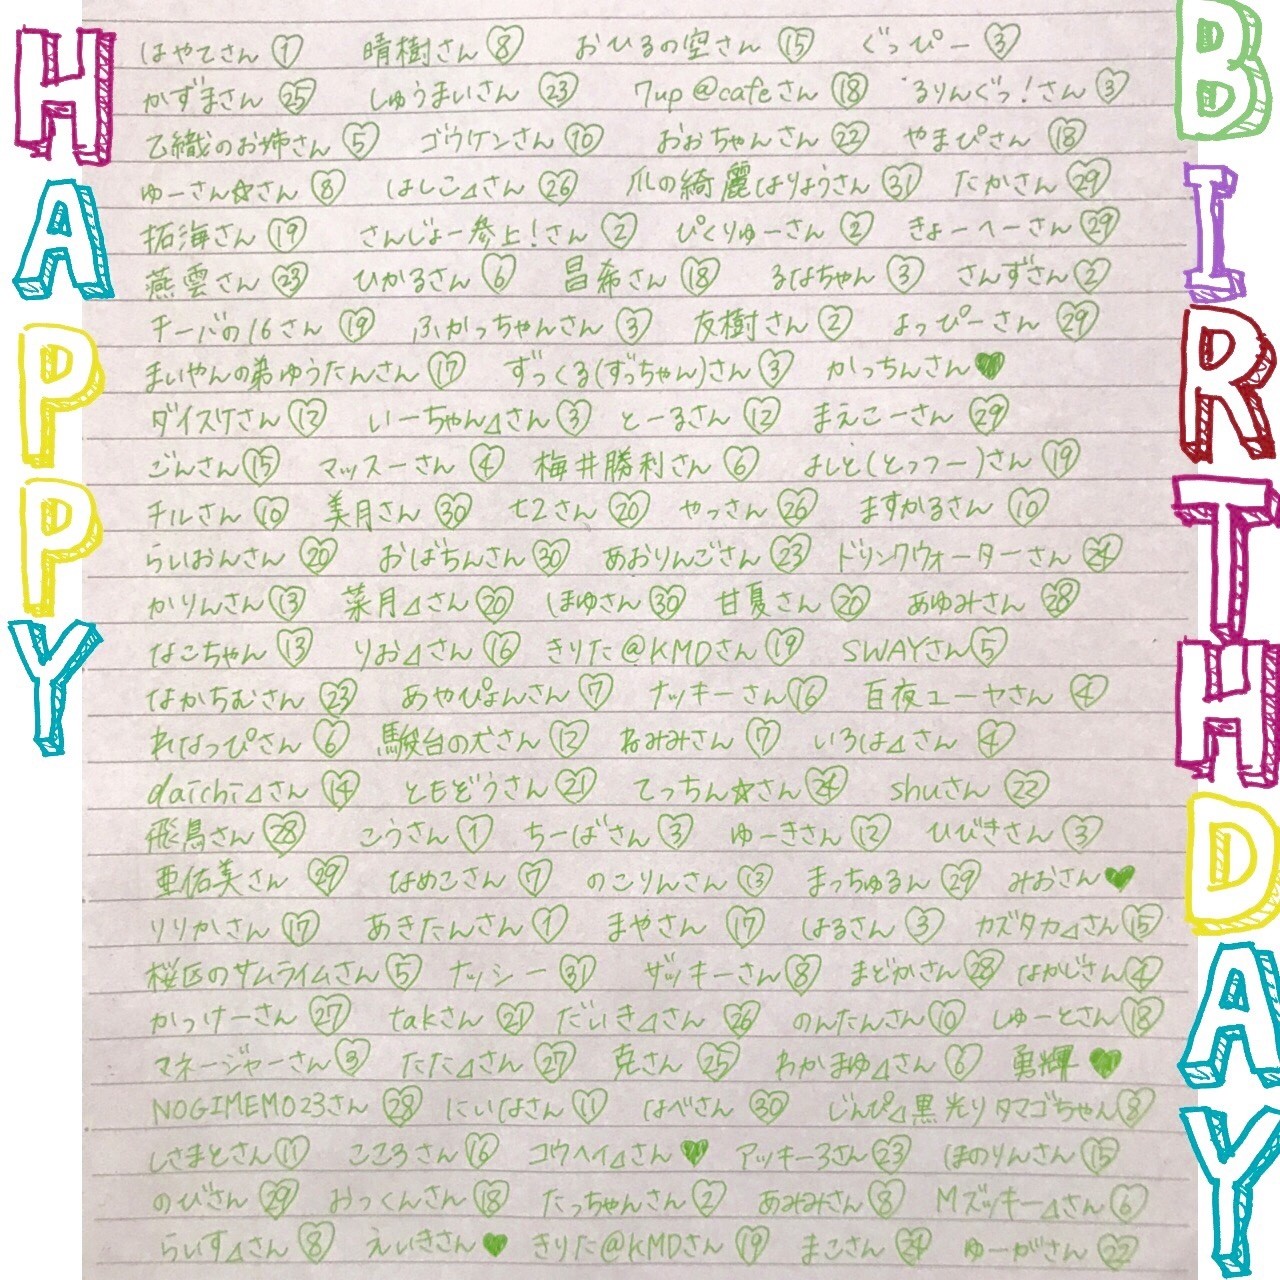 HAPPY
BIRTHDAY
はやてさん ① 晴樹さん ⑧ おひるの空さん ⑮ ぐっぴー ③
かずまさん ㉕ しゅうまいさん ㉓ 7up@cafeさん ⑱ るりんぐっ!さん ③
乙織のお姉さん ⑤ ゴウケンさん ⑩ おおちゃんさん ㉒ やまぴさん ⑱
ゆーさん☆さん ⑧ はしこ⊿さん ㉖ 爪の綺麗はりょうさん ㉛ たかさん ㉙
拓海さん ⑲ さんじょー参上!さん ② ぴくりゅーさん ② きょーへーさん ㉙
燕雲さん ㉓ ひかるさん ⑥ 昌希さん ⑱ るなちゃん ③ さんずさん ②
チーバの16さん ⑲ ふかっちゃんさん ③ 友樹さん ② よっぴーさん ㉙
まいやんの弟ゆうたんさん ⑰ ずっくる(ずっちゃん)さん ③ かっちんさん ♥
ダイスケさん ⑫ いーちゃん⊿さん ③ とーるさん ⑫ まえこーさん ㉙
ごんさん ⑮ マッスーさん ④ 梅井勝利さん ⑥ よしと(とっつー)さん ⑲
チルさん ⑩ 美月さん ㉚ 七2さん ⑳ やっさん ㉖ ますかるさん ⑩
らいおんさん ⑳ おばちんさん ㉚ あおりんごさん ㉓ ドリンクウォーターさん ㉔
かりんさん ⑬ 菜月⊿さん ⑳ ほゆさん ㉚ 甘夏さん ⑳ あゆみさん ㉘
なこちゃん ⑬ りお⊿さん ⑯ きりた@KMDさん ⑲ SWAYさん ⑤
なかちむさん ㉓ あやぴょんさん ⑦ ナッキーさん ⑯ 百夜ユーヤさん ④
れなっぴさん ⑥ 駿台の犬さん ⑫ ねみみさん ⑦ いろは⊿さん ④
daichi⊿さん ⑭ ともぞうさん ㉑ てっちん☆さん ㉔ shuさん ㉒
飛鳥さん ㉘ こうさん ① ちーばさん ③ ゆーきさん ⑫ ひびきさん ③
亜佑美さん ㉙ なめこさん ⑦ のこりんさん ⑬ まっちゅるん ㉙ みおさん ♥
りりかさん ⑰ あきたんさん ① まやさん ⑰ はるさん ③ カズタカ⊿さん ⑮
桜区のサムライムさん ⑤ ナッシー ㉛ ザッキーさん ⑧ まどかさん ㉘ なかじさん ④
かっけーさん ㉗ takさん ㉑ だいき⊿さん ㉖ のんたんさん ⑩ しゅーとさん ⑱
マネージャーさん ③ たた⊿さん ㉗ 克さん ㉕ わかまゆ⊿さん ⑥ 勇輝 ♥
NOGIMEMO23さん ㉘ にいはさん ⑪ はべさん ㉚ じんぴ⊿黒光りタマゴちゃん ⑧
しさまとさん ⑪ こころさん ⑯ コウヘイ⊿さん ♥ アッキー3さん ㉓ ほのりんさん ⑮
のびさん ㉙ おっくんさん ⑱ たっちゃんさん ② あみみさん ⑧ Mズッキー⊿さん ⑥
らいす⊿さん ⑧ えいきさん ♥ きりた@KMDさん ⑲ まこさん ㉔ ゆーがさん ㉒